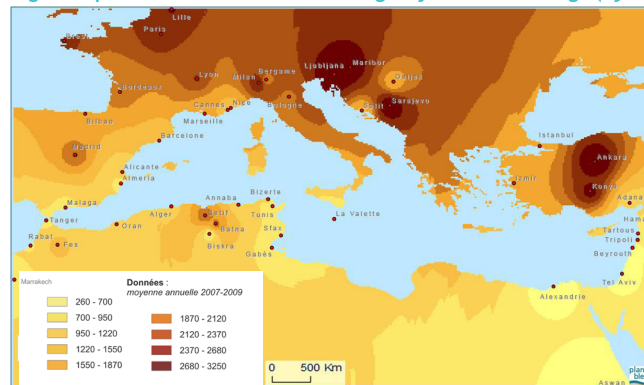 Lille
Paris
Brest
Ljubljana
Maribor
Lyon
Bergame
Milan
Bordeaux
Bologne
Split
Sarajevo
Cannes
Nice
Marseille
Bilbao
Istanbul
Barcelone
Madrid
Ankara
Konya
Alicante
Almería
Izmir
Adana
Malaga
Annaba
Bizerte
Tanger
Alger
Setif
Tunis
La Valette
Hama
Oran
Batna
Sfax
Tartous
Rabat
Fes
Biskra
Tripoli
Gabès
Beyrouth
Marrakech
Tel Aviv
Alexandrie
Données :
moyenne annuelle 2007-2009
260 - 700
1870 - 2120
700 - 950
2120 - 2370
950 - 1220
2370 - 2680
1220 - 1550
2680 - 3250
1550 - 1870
0 500 Km
Aswan